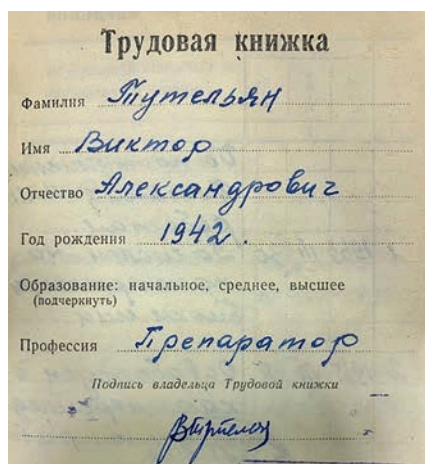 Трудовая книжка
Фамилия Тутельян
Имя Виктор
Отчество Александрович
Год рождения 1942.
Образование: начальное, среднее, высшее
(подчеркнуть)
Профессия Препаратор
Подпись владельца Трудовой книжки